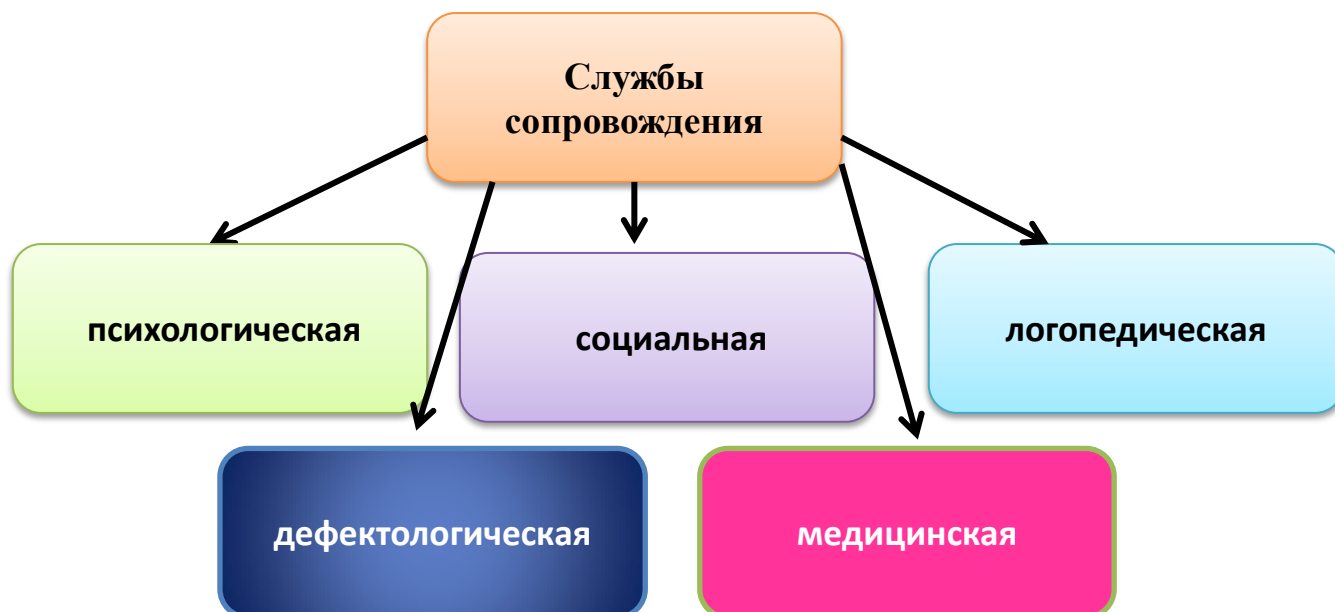 Службы
сопровождения
психологическая
социальная
логопедическая
дефектологическая
медицинская